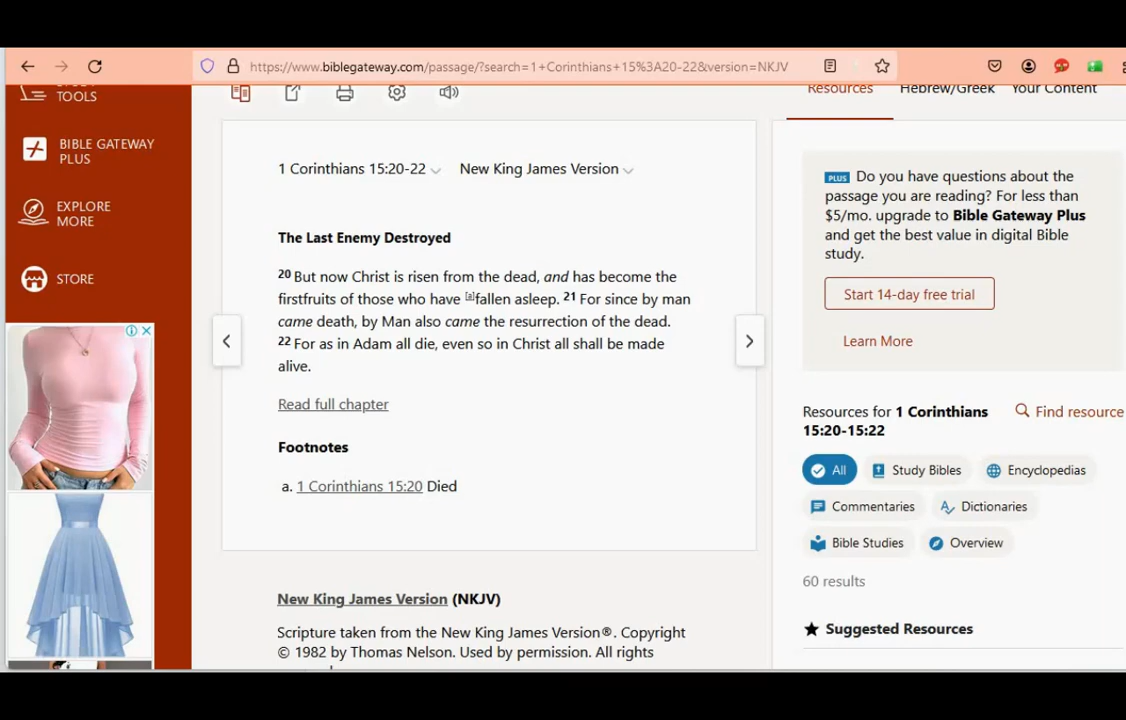 https://www.biblegateway.com/passage/?search=1+Corinthians+15%3A20-22&version=NKJV
TOOLS
BIBLE GATEWAY
PLUS
EXPLORE
MORE
STORE
1 Corinthians 15:20-22
New King James Version
The Last Enemy Destroyed
20 But now Christ is risen from the dead, and has become the
firstfruits of those who have [a]fallen asleep. 21 For since by man
came death, by Man also came the resurrection of the dead.
22 For as in Adam all die, even so in Christ all shall be made
alive.
Read full chapter
Footnotes
a. 1 Corinthians 15:20 Died
New King James Version (NKJV)
Scripture taken from the New King James Version®. Copyright
© 1982 by Thomas Nelson. Used by permission. All rights
Resources
Hebrew/Greek
Your Content
PLUS Do you have questions about the
passage you are reading? For less than
$5/mo. upgrade to Bible Gateway Plus
and get the best value in digital Bible
study.
Start 14-day free trial
Learn More
Resources for 1 Corinthians
15:20-15:22
Find resource
All
Study Bibles
Encyclopedias
Commentaries
Dictionaries
Bible Studies
Overview
60 results
Suggested Resources